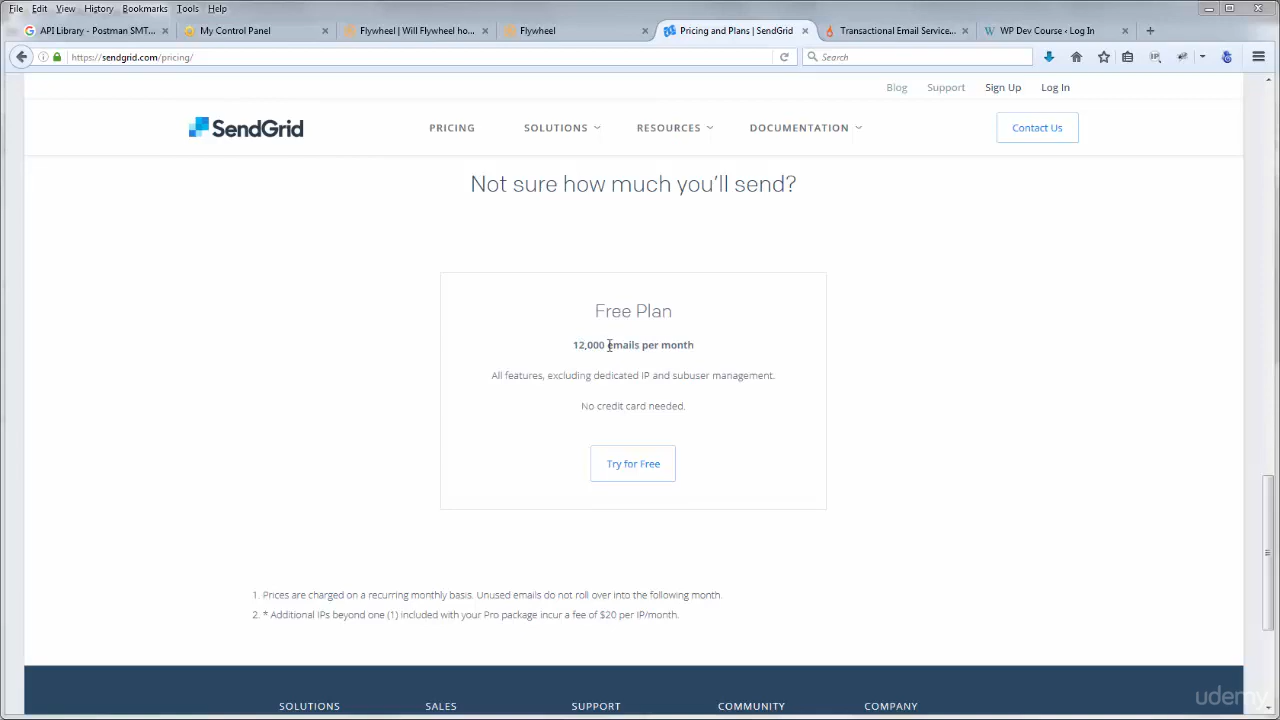 File Edit View History Bookmarks Tools Help
API Library - Postman SMT... My Control Panel Flywheel | Will Flywheel ho... Flywheel Pricing and Plans | SendGrid Transactional Email Service... WP Dev Course ‹ Log In
https://sendgrid.com/pricing/ Search
Blog Support Sign Up Log In
SendGrid PRICING SOLUTIONS RESOURCES DOCUMENTATION Contact Us
Not sure how much you'll send?
Free Plan
12,000 emails per month
All features, excluding dedicated IP and subuser management.
No credit card needed.
Try for Free
1. Prices are charged on a recurring monthly basis. Unused emails do not roll over into the following month.
2. * Additional IPs beyond one (1) included with your Pro package incur a fee of $20 per IP/month.
SOLUTIONS SALES SUPPORT COMMUNITY COMPANY
udemy